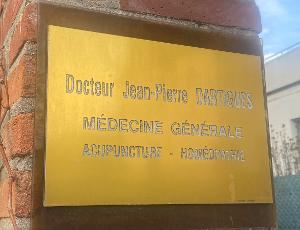 Docteur Jean-Pierre DARTIGUES
MÉDECINE GÉNÉRALE
ACUPUNCTURE - HOMÉOPATHIE